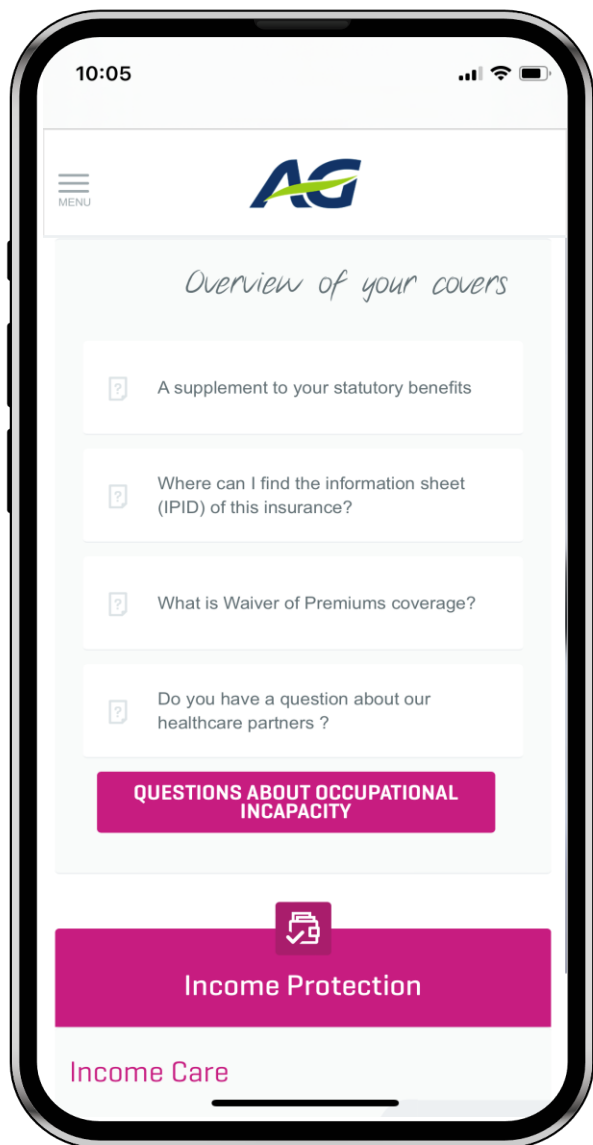 10:05
MENU
AG
Overview of your covers
A supplement to your statutory benefits
Where can I find the information sheet
(IPID) of this insurance?
What is Waiver of Premiums coverage?
Do you have a question about our
healthcare partners ?
QUESTIONS ABOUT OCCUPATIONAL
INCAPACITY
Income Protection
Income Care